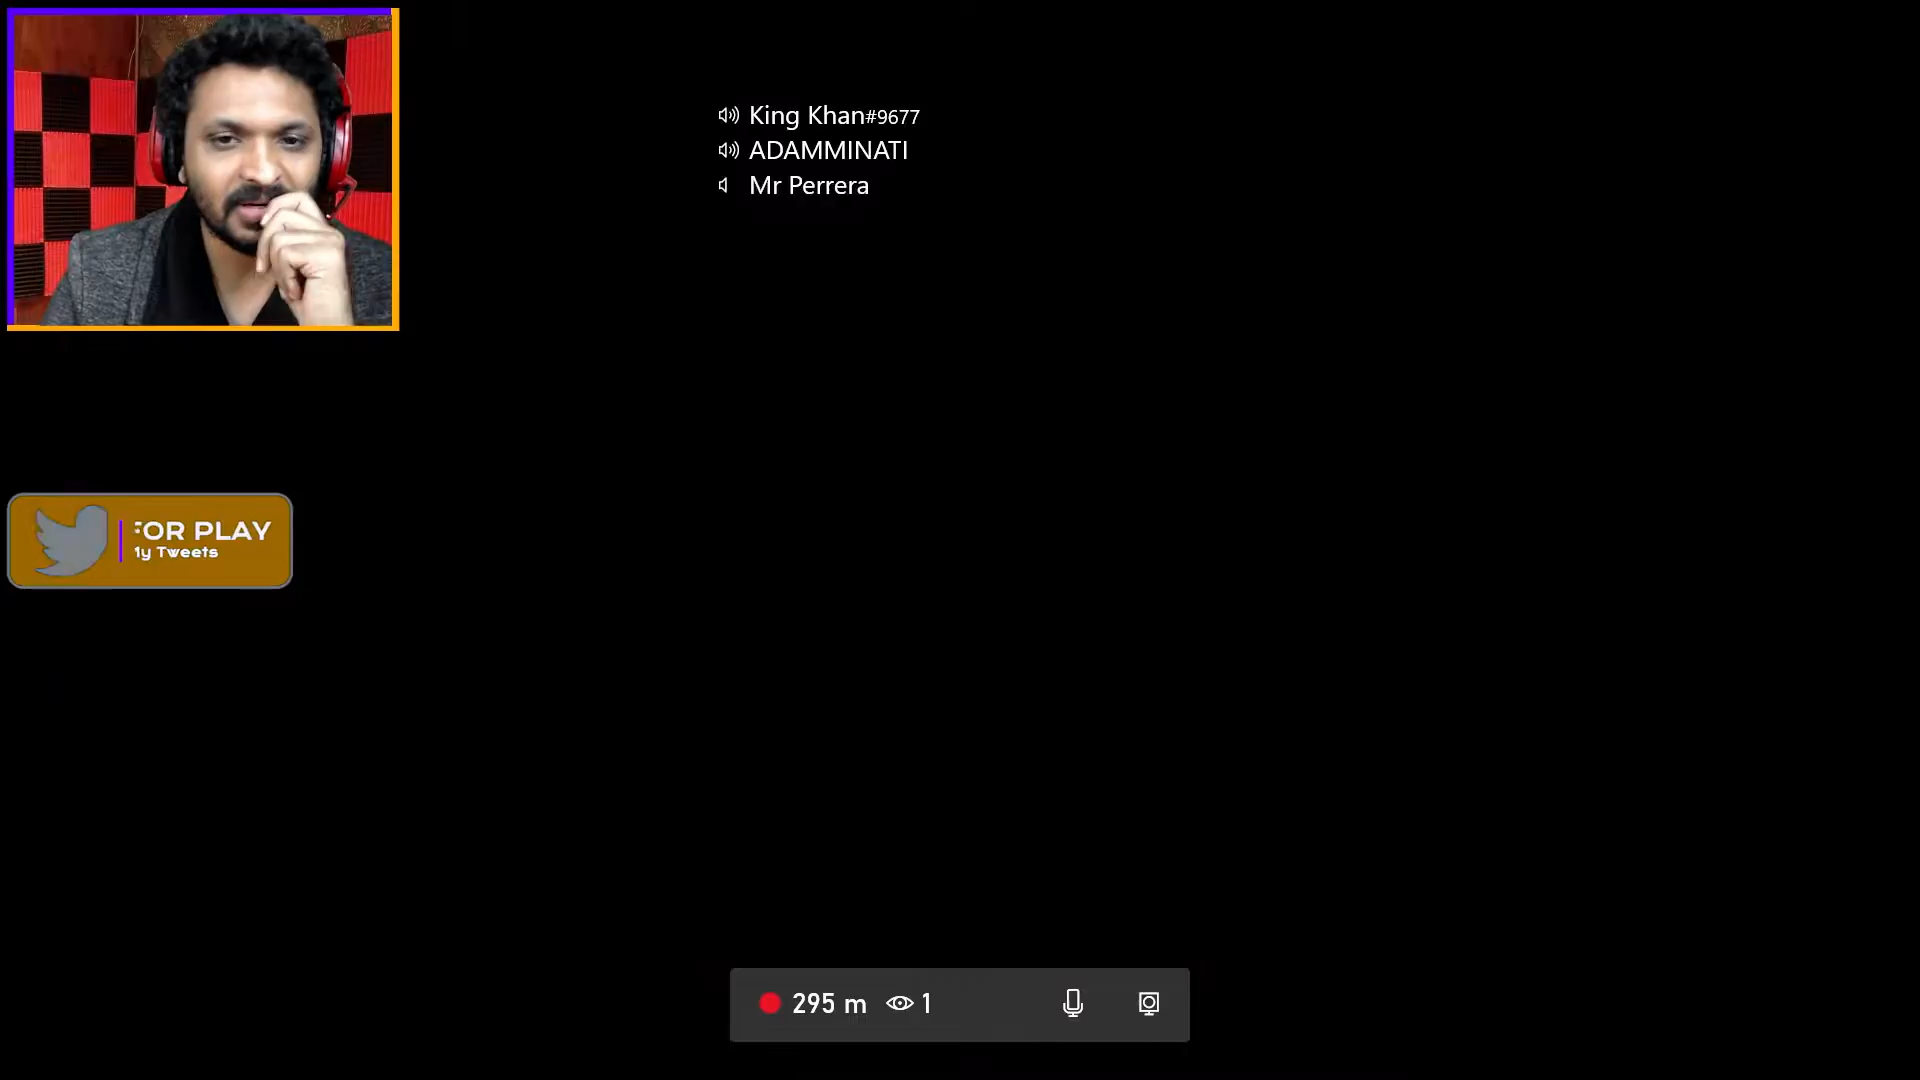 King Khan#9677
ADAMMINATI
Mr Perrera
OR PLAY
Tweets
295 m 1